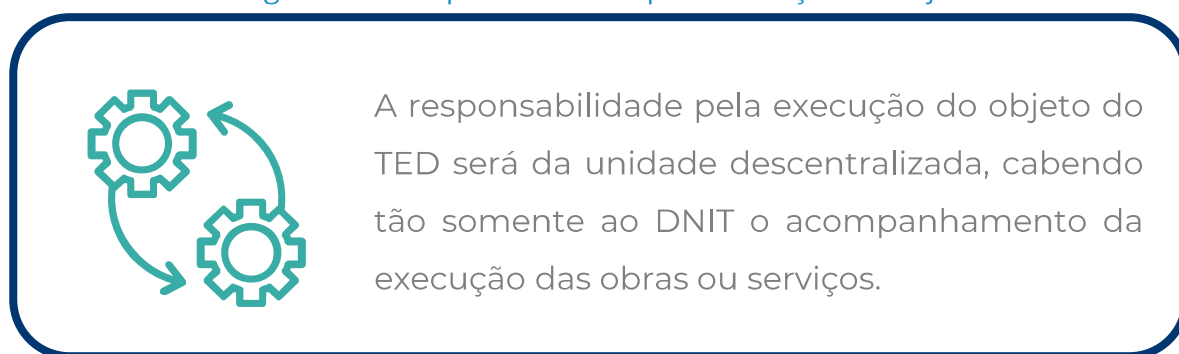 A responsabilidade pela execução do objeto do
TED será da unidade descentralizada, cabendo
tão somente ao DNIT o acompanhamento da
execução das obras ou serviços.